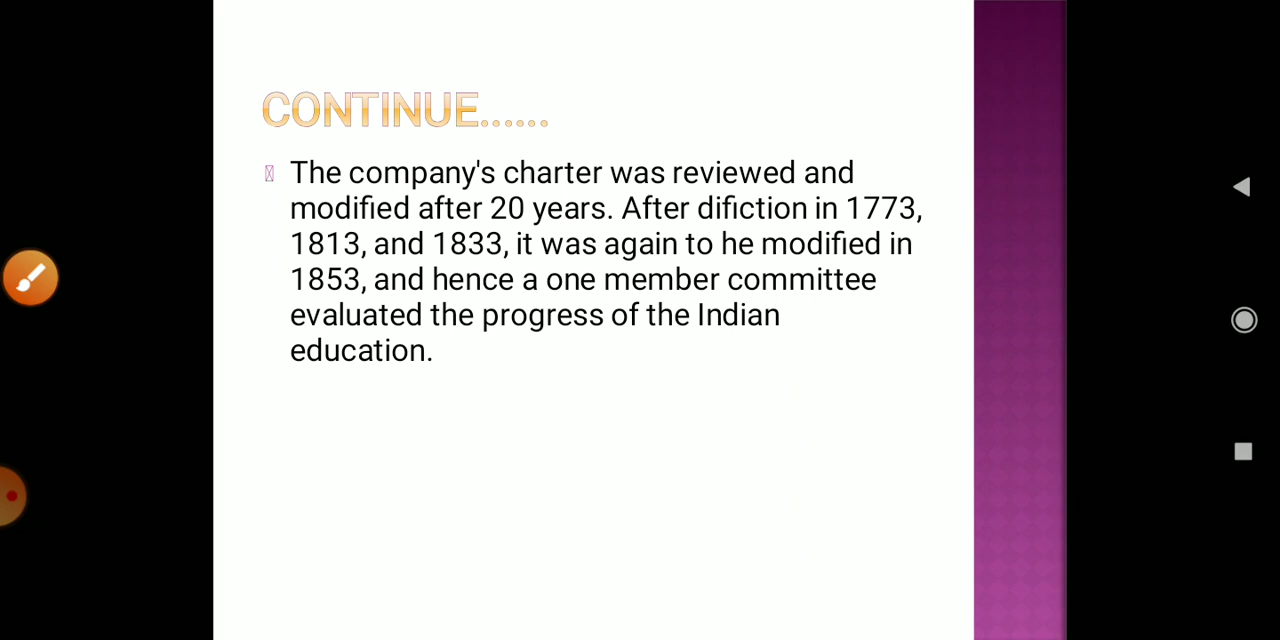 CONTINUE......
The company's charter was reviewed and
modified after 20 years. After difiction in 1773,
1813, and 1833, it was again to he modified in
1853, and hence a one member committee
evaluated the progress of the Indian
education.